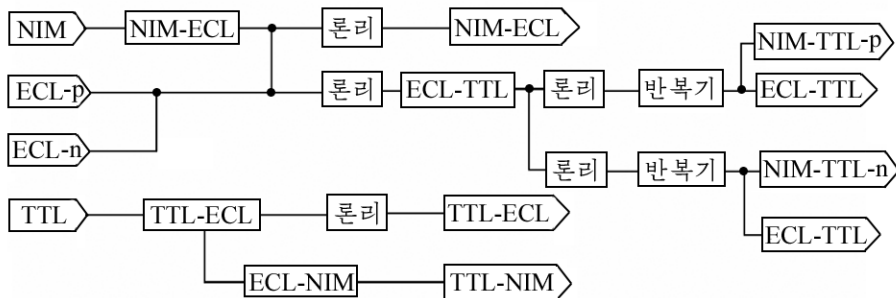 NIM NIM-ECL 론리 NIM-ECL
NIM-TTL-p
ECL-p 론리 ECL-TTL 론리 반복기 ECL-TTL
ECL-n
론리 반복기 NIM-TTL-n
TTL TTL-ECL 론리 TTL-ECL
ECL-TTL
ECL-NIM TTL-NIM